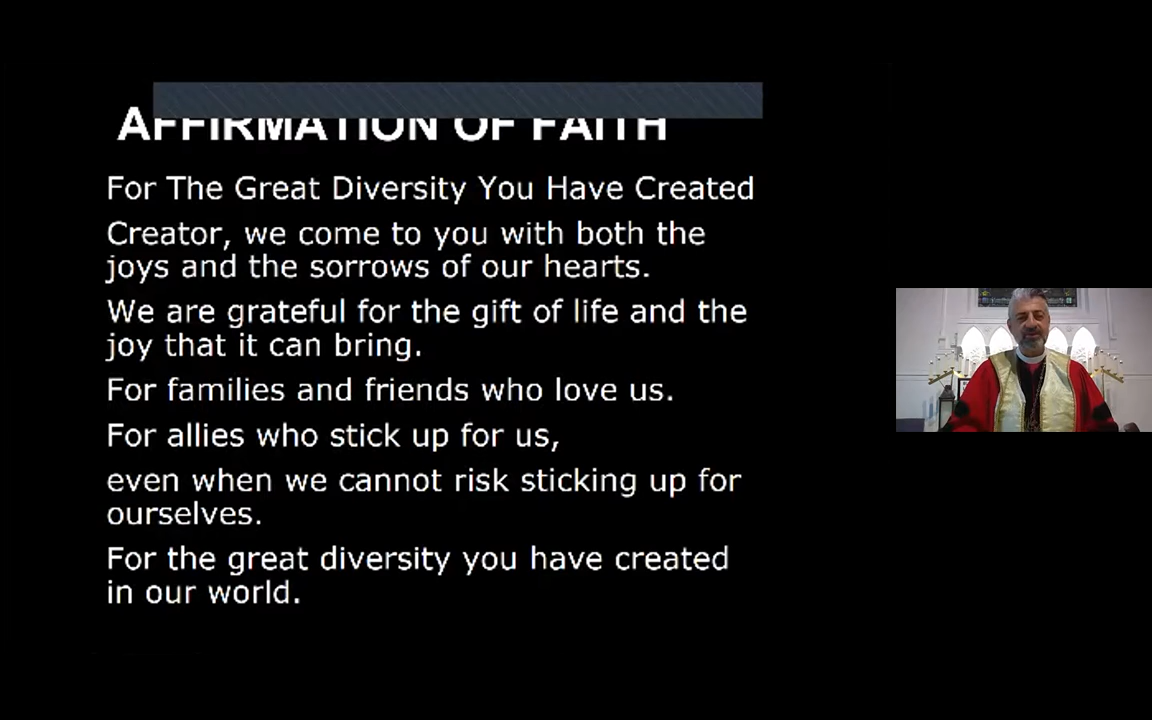 AFFIRMATION OF FAITH
For The Great Diversity You Have Created
Creator, we come to you with both the
joys and the sorrows of our hearts.
We are grateful for the gift of life and the
joy that it can bring.
For families and friends who love us.
For allies who stick up for us,
even when we cannot risk sticking up for
ourselves.
For the great diversity you have created
in our world.